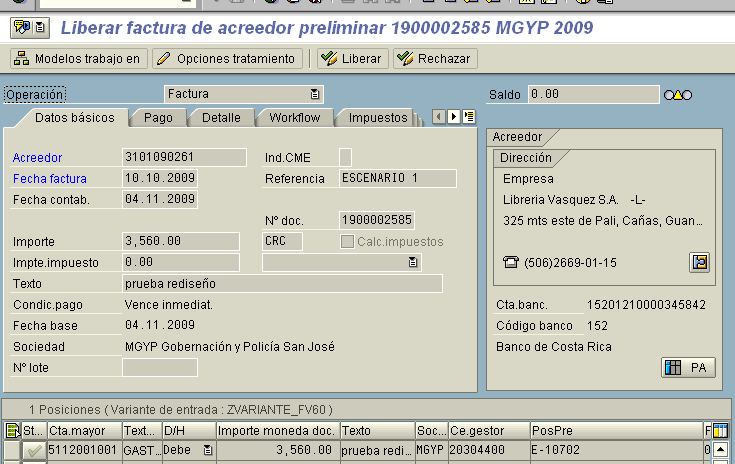 Liberar factura de acreedor preliminar 1900002585 MGYP 2009
Modelos trabajo en Opciones tratamiento Liberar Rechazar
Operación Factura Saldo 0.00
Datos básicos Pago Detalle Workflow Impuestos
Acreedor 3101090261 Ind.CME
Fecha factura 10.10.2009 Referencia ESCENARIO 1
Fecha contab. 04.11.2009
Nº doc. 1900002585
Importe 3,560.00 CRC Calc.impuestos
Impte.impuesto 0.00
Texto prueba rediseño
Condic.pago Vence inmediat.
Fecha base 04.11.2009
Sociedad MGYP Gobernación y Policía San José
Nº lote
Acreedor
Dirección
Empresa
Libreria Vasquez S.A. -L-
325 mts este de Pali, Cañas, Guan...
(506)2669-01-15
Cta.banc. 15201210000345842
Código banco 152
Banco de Costa Rica
PA
1 Posiciones ( Variante de entrada : ZVARIANTE_FV60 )
St... Cta.mayor Text... D/H Importe moneda doc. Texto Soc... Ce.gestor PosPre F
5112001001 GAST... Debe 3,560.00 prueba redi... MGYP 20304400 E-10702 0